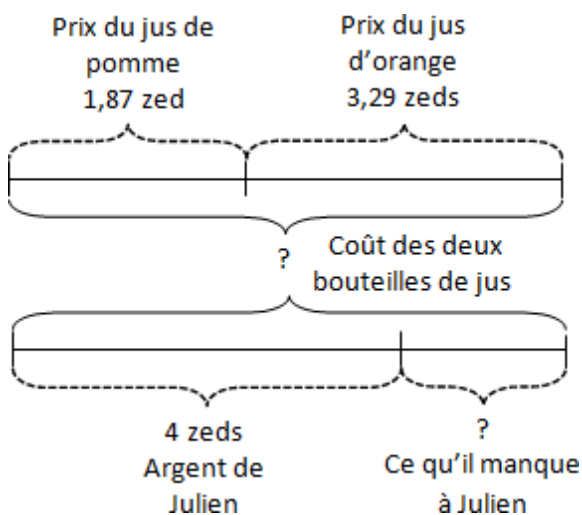 Prix du jus de
pomme
1,87 zed
Prix du jus
d'orange
3,29 zeds
?
Coût des deux
bouteilles de jus
4 zeds
Argent de
Julien
?
Ce qu'il manque
à Julien